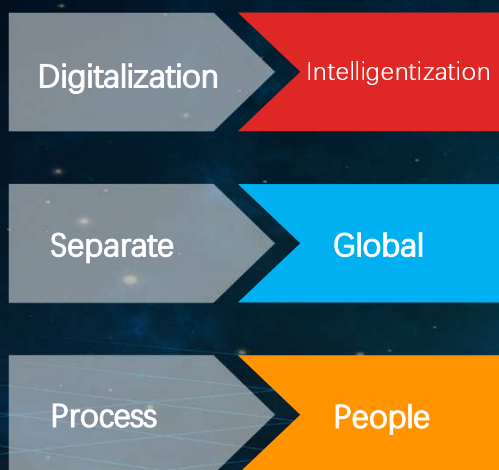 Digitalization
Intelligentization
Separate
Global
Process
People